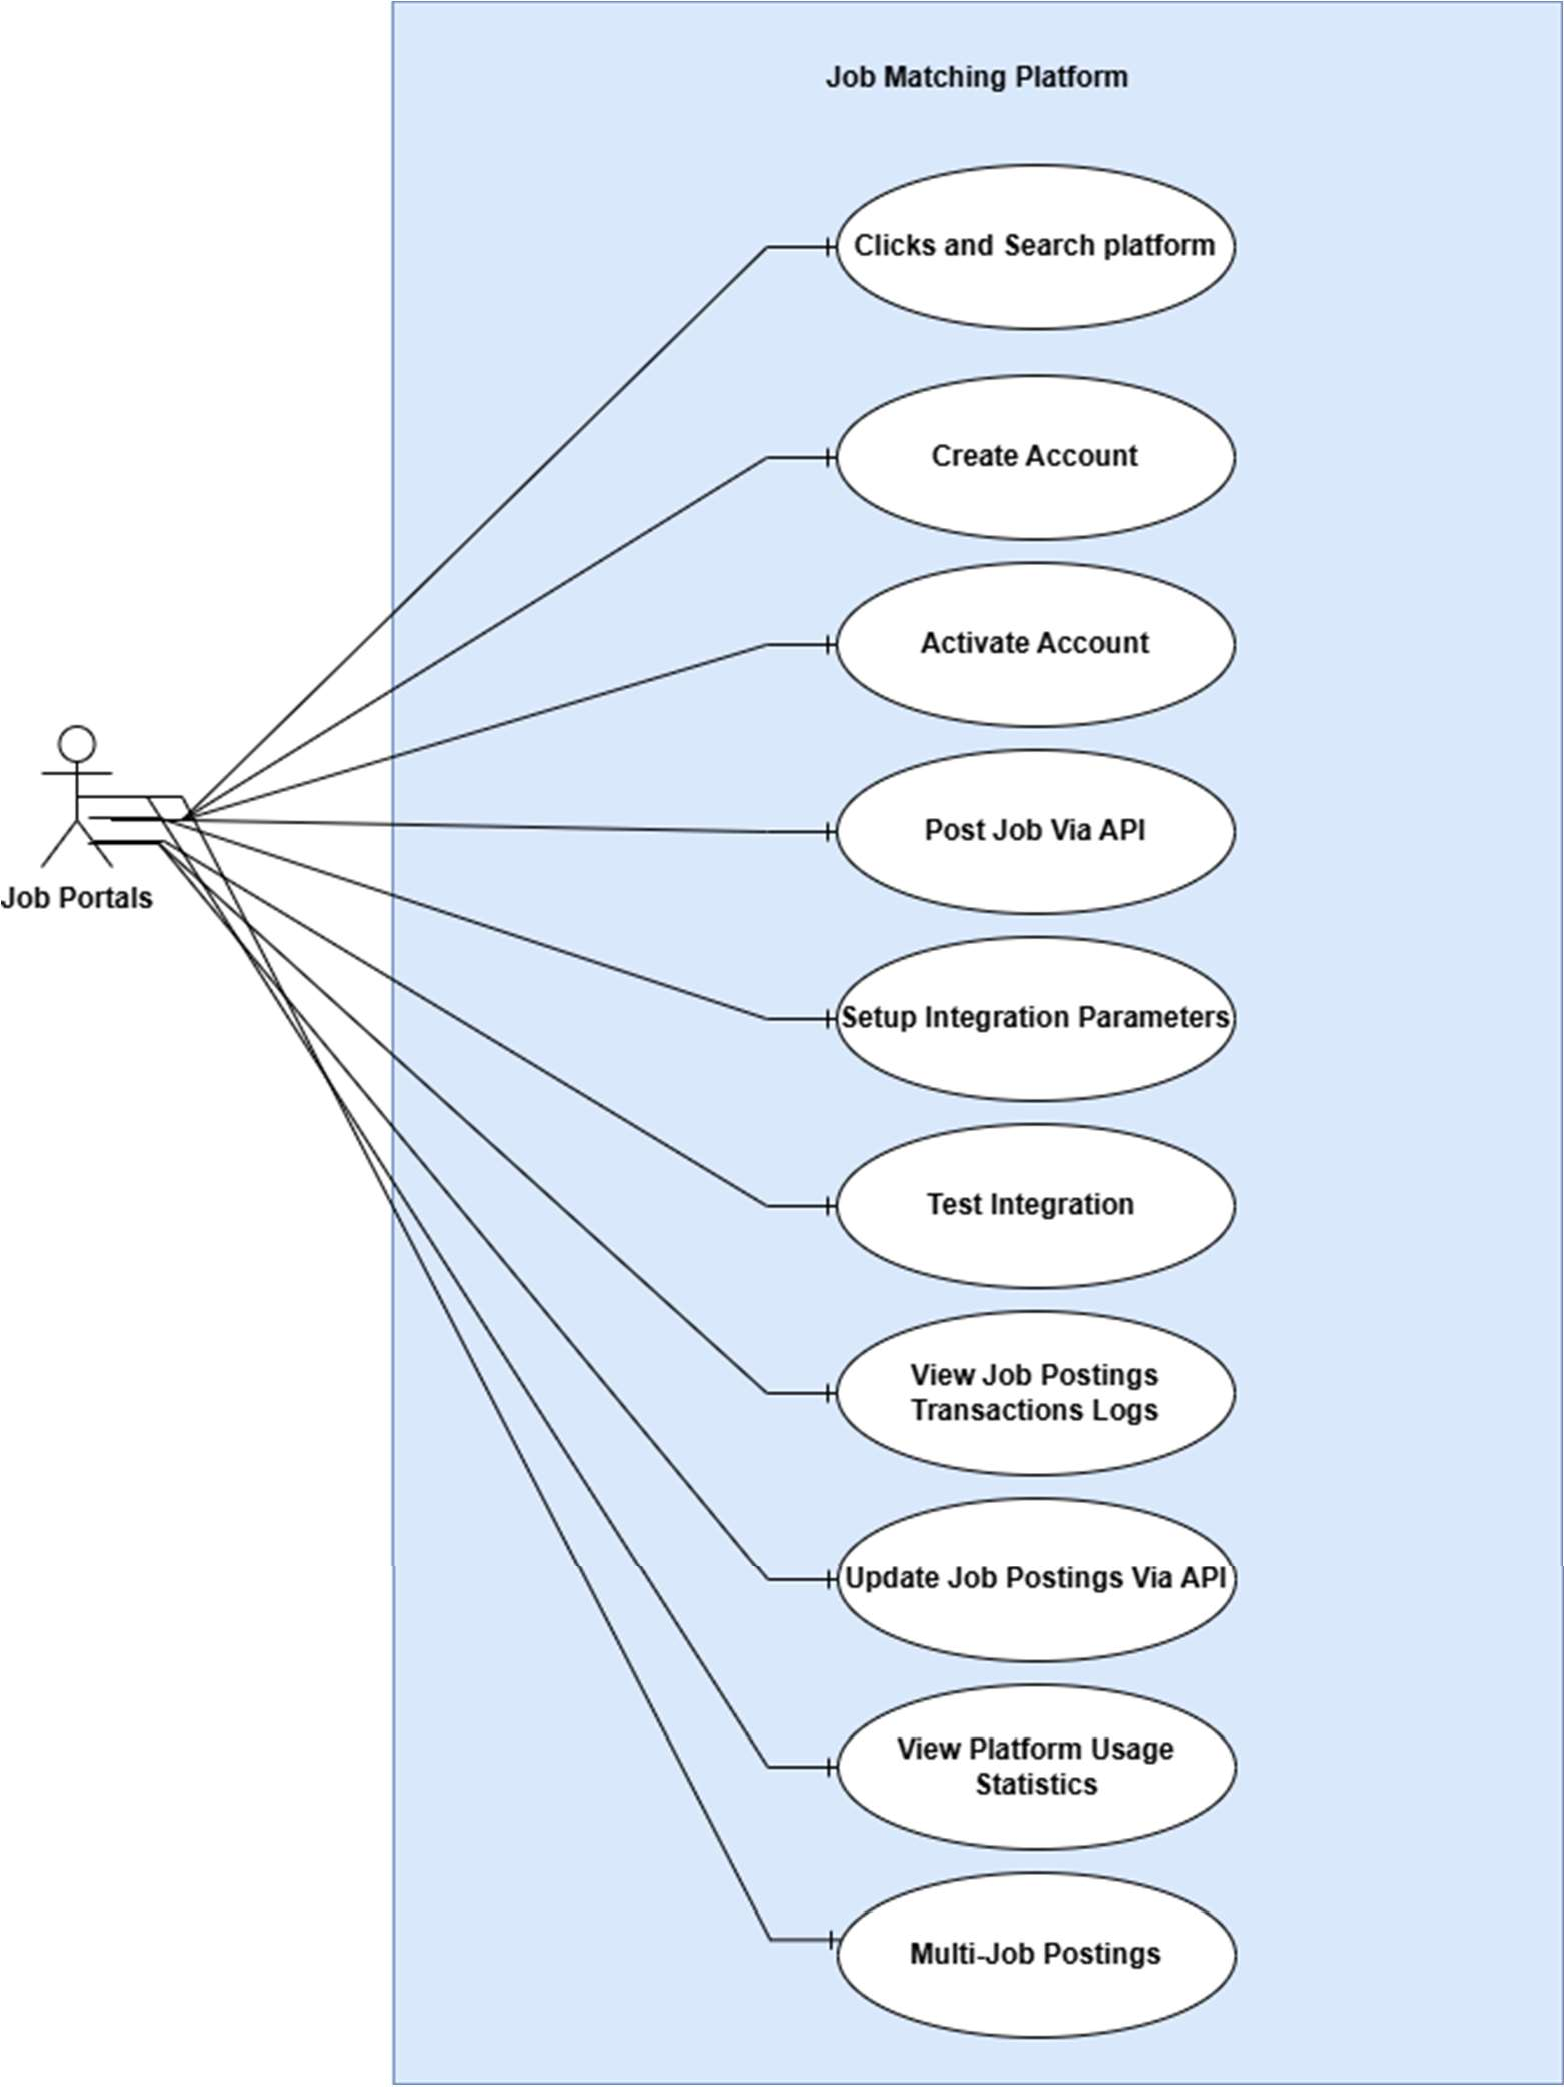 Job Matching Platform
Clicks and Search platform
Create Account
Activate Account
Post Job Via API
Job Portals
Setup Integration Parameters
Test Integration
View Job Postings
Transactions Logs
Update Job Postings Via API
View Platform Usage
Statistics
Multi-Job Postings